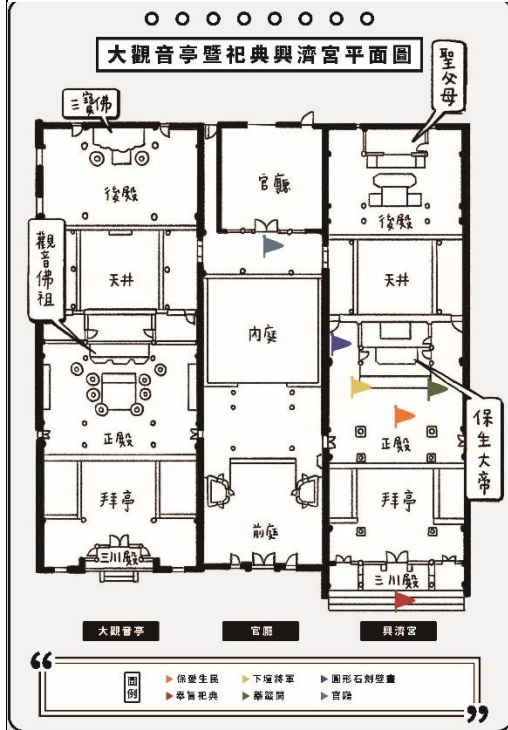 大觀音亭暨祀典興濟宮平面圖
三寶佛
聖父母
後殿
官廳
後殿
觀音佛祖
天井
天井
內庭
保生大帝
正殿
正殿
拜亭
前庭
拜亭
三川殿
三川殿
大觀音亭
官廳
興濟宮
圖例
保愛生民
下壇將軍
圓形石刻壁畫
奉旨祀典
藥籤筒
官廳